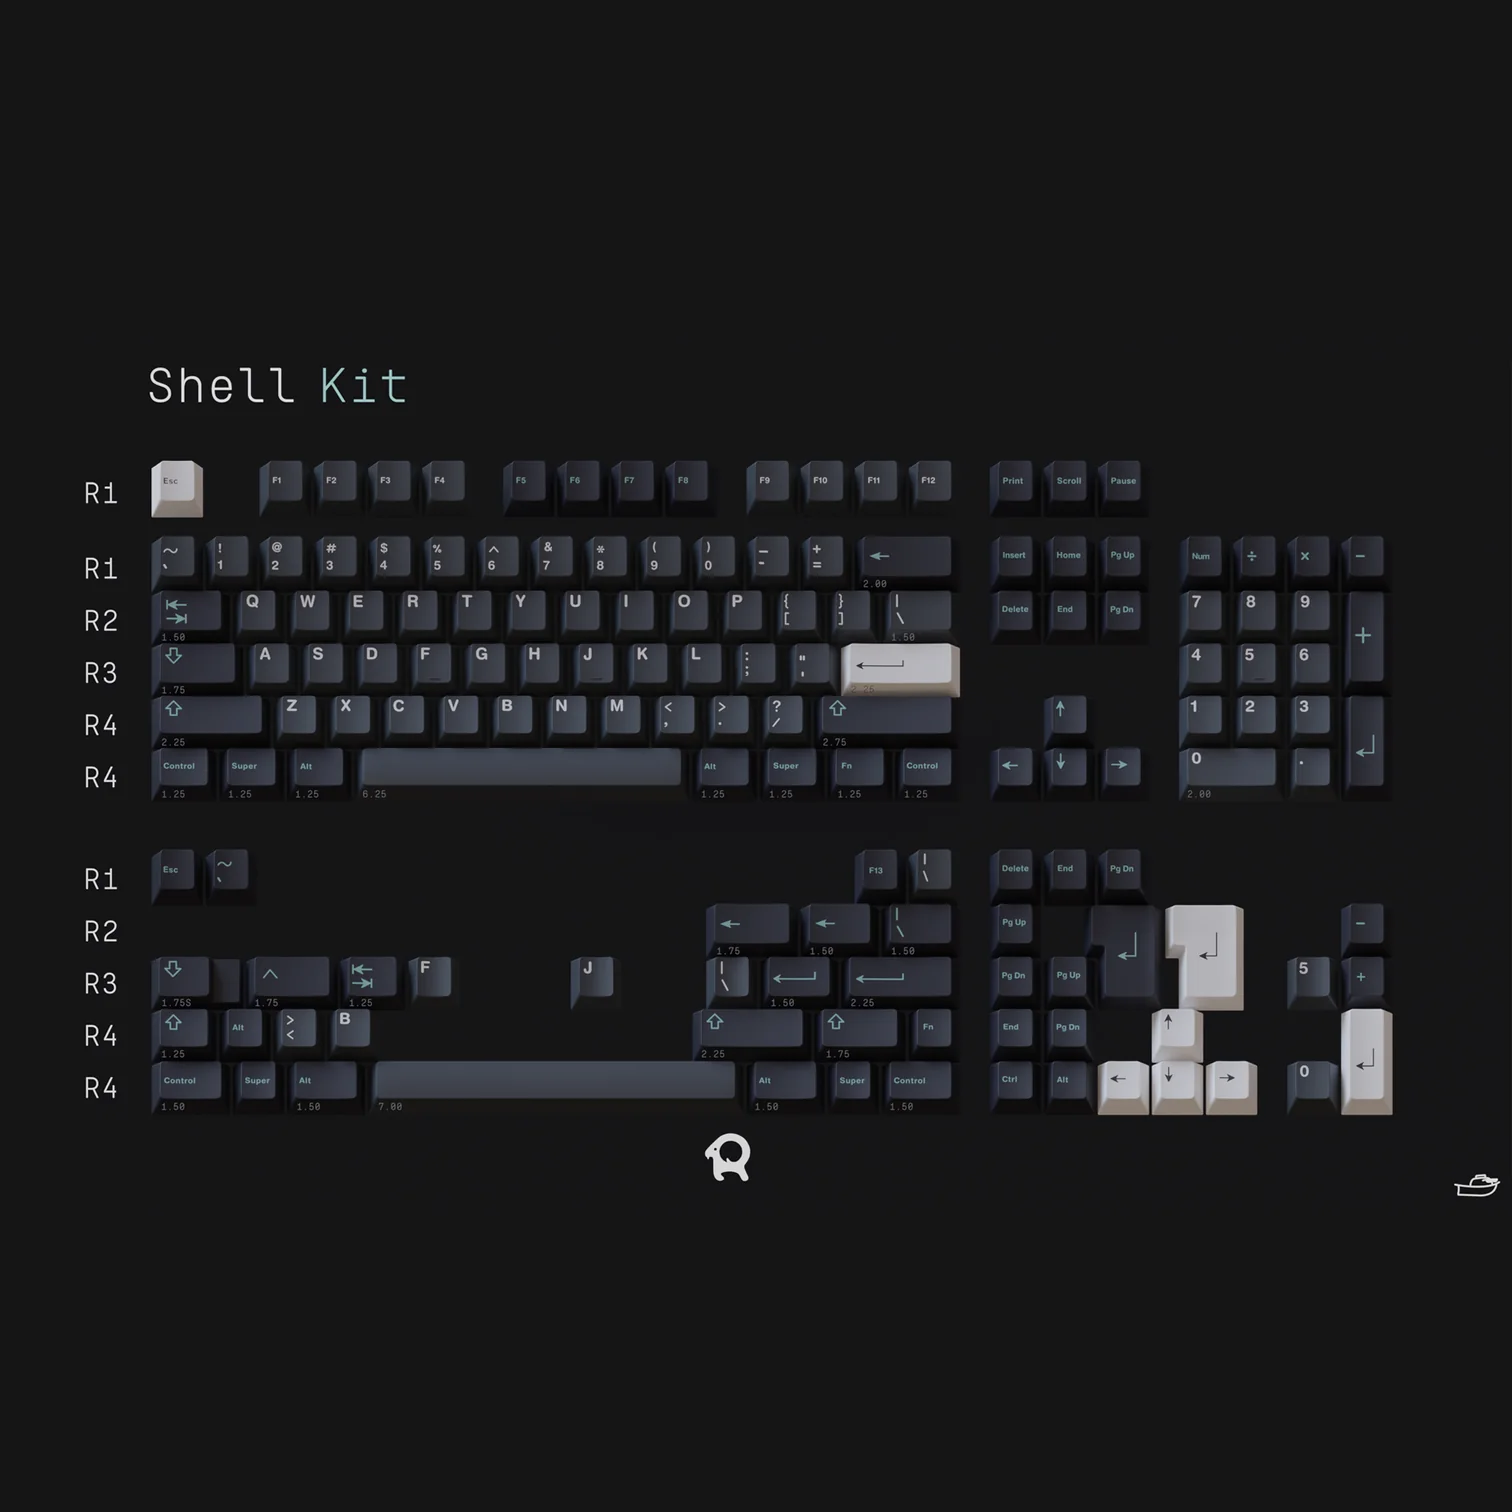 Shell Kit
R1 Esc F1 F2 F3 F4 F5 F6 F7 F8 F9 F10 F11 F12 Print Scroll Pause
R1 ~ ` ! 1 @ 2 # 3 $ 4 % 5 ^ 6 & 7 * 8 ( 9 ) 0 _ - + = ← 2.00 Insert Home Pg Up Num ÷ × −
R2 1.50 Q W E R T Y U I O P { [ } ] | \ 1.50 Delete End Pg Dn 7 8 9 +
R3 1.75 A S D F G H J K L : ; " ' 2.25 4 5 6
R4 2.25 Z X C V B N M < , > . ? / 2.75 ↑ 1 2 3
R4 Control 1.25 Super 1.25 Alt 1.25 6.25 Alt 1.25 Super 1.25 Fn 1.25 Control 1.25 ← ↓ → 0 2.00 .
R1 Esc ~ ` F13 | \ Delete End Pg Dn
R2 ← 1.75 ← 1.50 | \ 1.50 Pg Up −
R3 1.75S ^ 1.75 1.25 F J | \ 1.50 2.25 Pg Dn Pg Up 5 +
R4 1.25 Alt > < B 2.25 1.75 Fn End Pg Dn ↑
R4 Control 1.50 Super Alt 1.50 7.00 Alt 1.50 Super Control 1.50 Ctrl Alt ← ↓ → 0